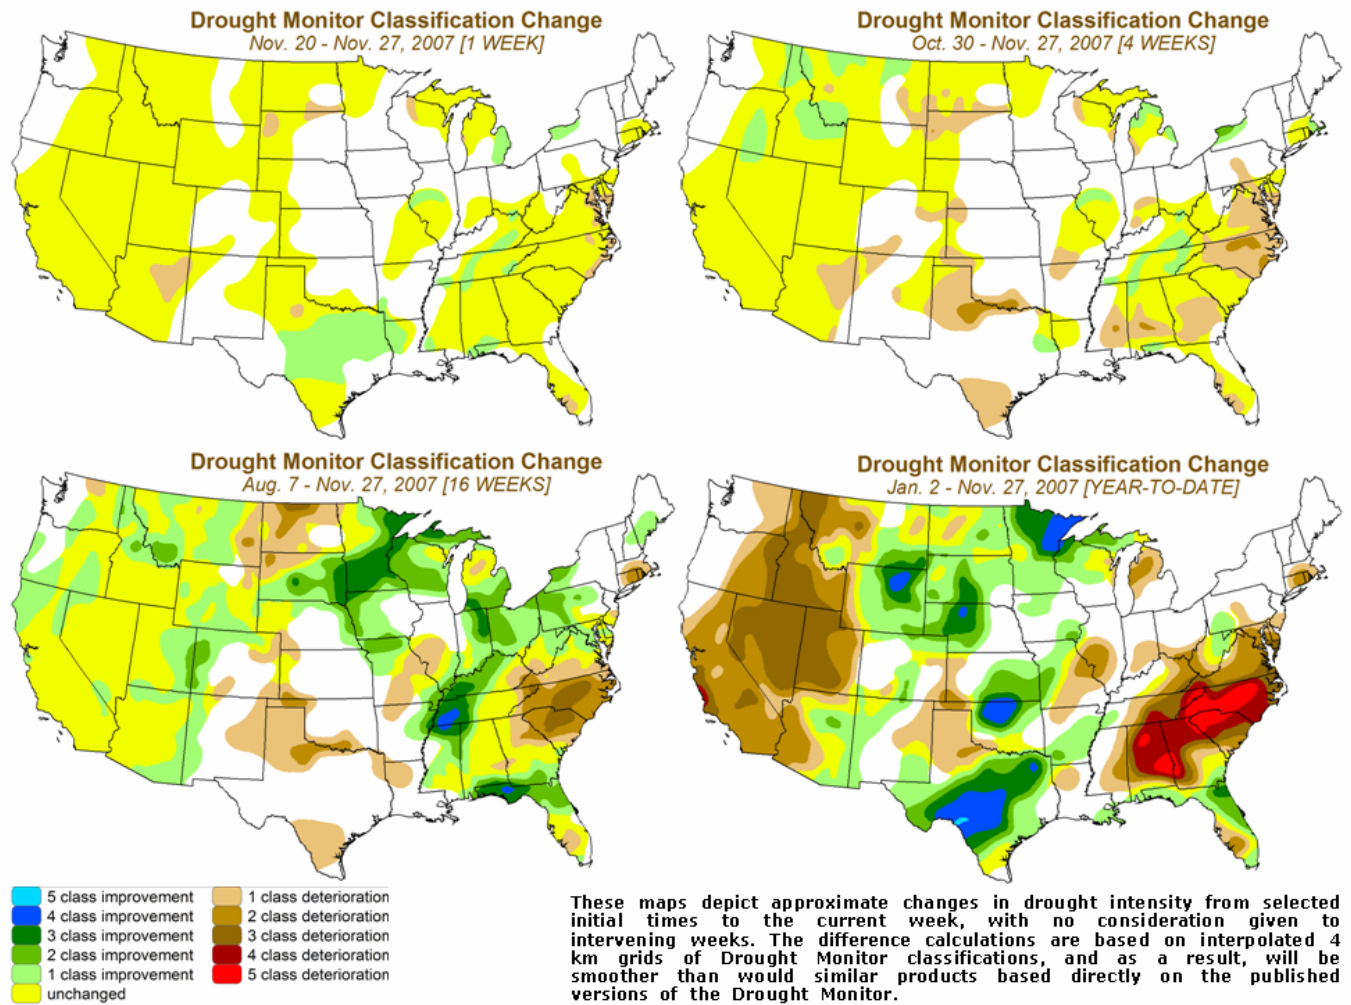 Drought Monitor Classification Change
Nov. 20 - Nov. 27, 2007 [1 WEEK]
Drought Monitor Classification Change
Oct. 30 - Nov. 27, 2007 [4 WEEKS]
Drought Monitor Classification Change
Aug. 7 - Nov. 27, 2007 [16 WEEKS]
Drought Monitor Classification Change
Jan. 2 - Nov. 27, 2007 [YEAR-TO-DATE]
5 class improvement
4 class improvement
3 class improvement
2 class improvement
1 class improvement
unchanged
1 class deterioration
2 class deterioration
3 class deterioration
4 class deterioration
5 class deterioration
These maps depict approximate changes in drought intensity from selected
initial times to the current week, with no consideration given to
intervening weeks. The difference calculations are based on interpolated 4
km grids of Drought Monitor classifications, and as a result, will be
smoother than would similar products based directly on the published
versions of the Drought Monitor.